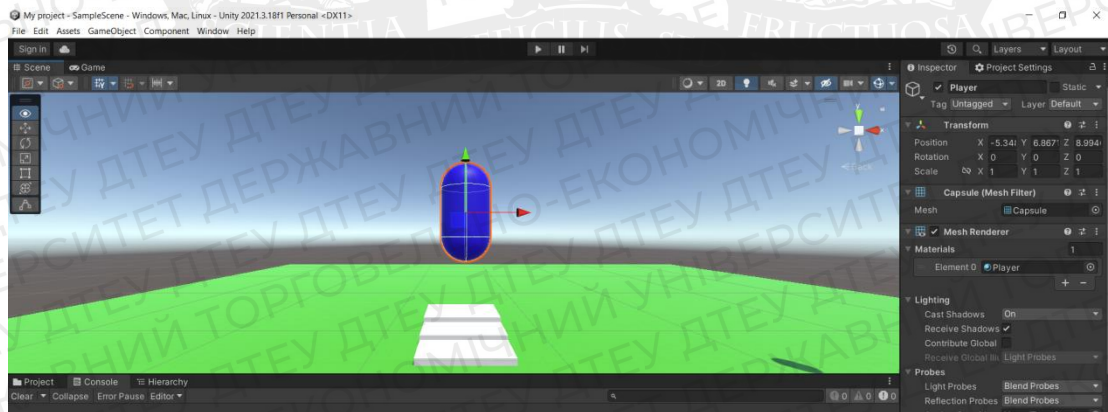 My project - SampleScene - Windows, Mac, Linux - Unity 2021.3.18f1 Personal <DX11>
File Edit Assets GameObject Component Window Help
Sign in Layers Layout
Scene Game Inspector Project Settings
2D
Player Static
Tag Untagged Layer Default
Transform
Position X -5.348 Y 6.867 Z 8.994
Rotation X 0 Y 0 Z 0
Scale X 1 Y 1 Z 1
y
x
Capsule (Mesh Filter)
Mesh Capsule
Mesh Renderer
Materials 1
Element 0 Player
+ -
Lighting
Cast Shadows On
Receive Shadows
Contribute Global
Receive Global Illu Light Probes
Probes
Light Probes Blend Probes
Reflection Probes Blend Probes
Project Console Hierarchy
Clear Collapse Error Pause Editor 0 0 0